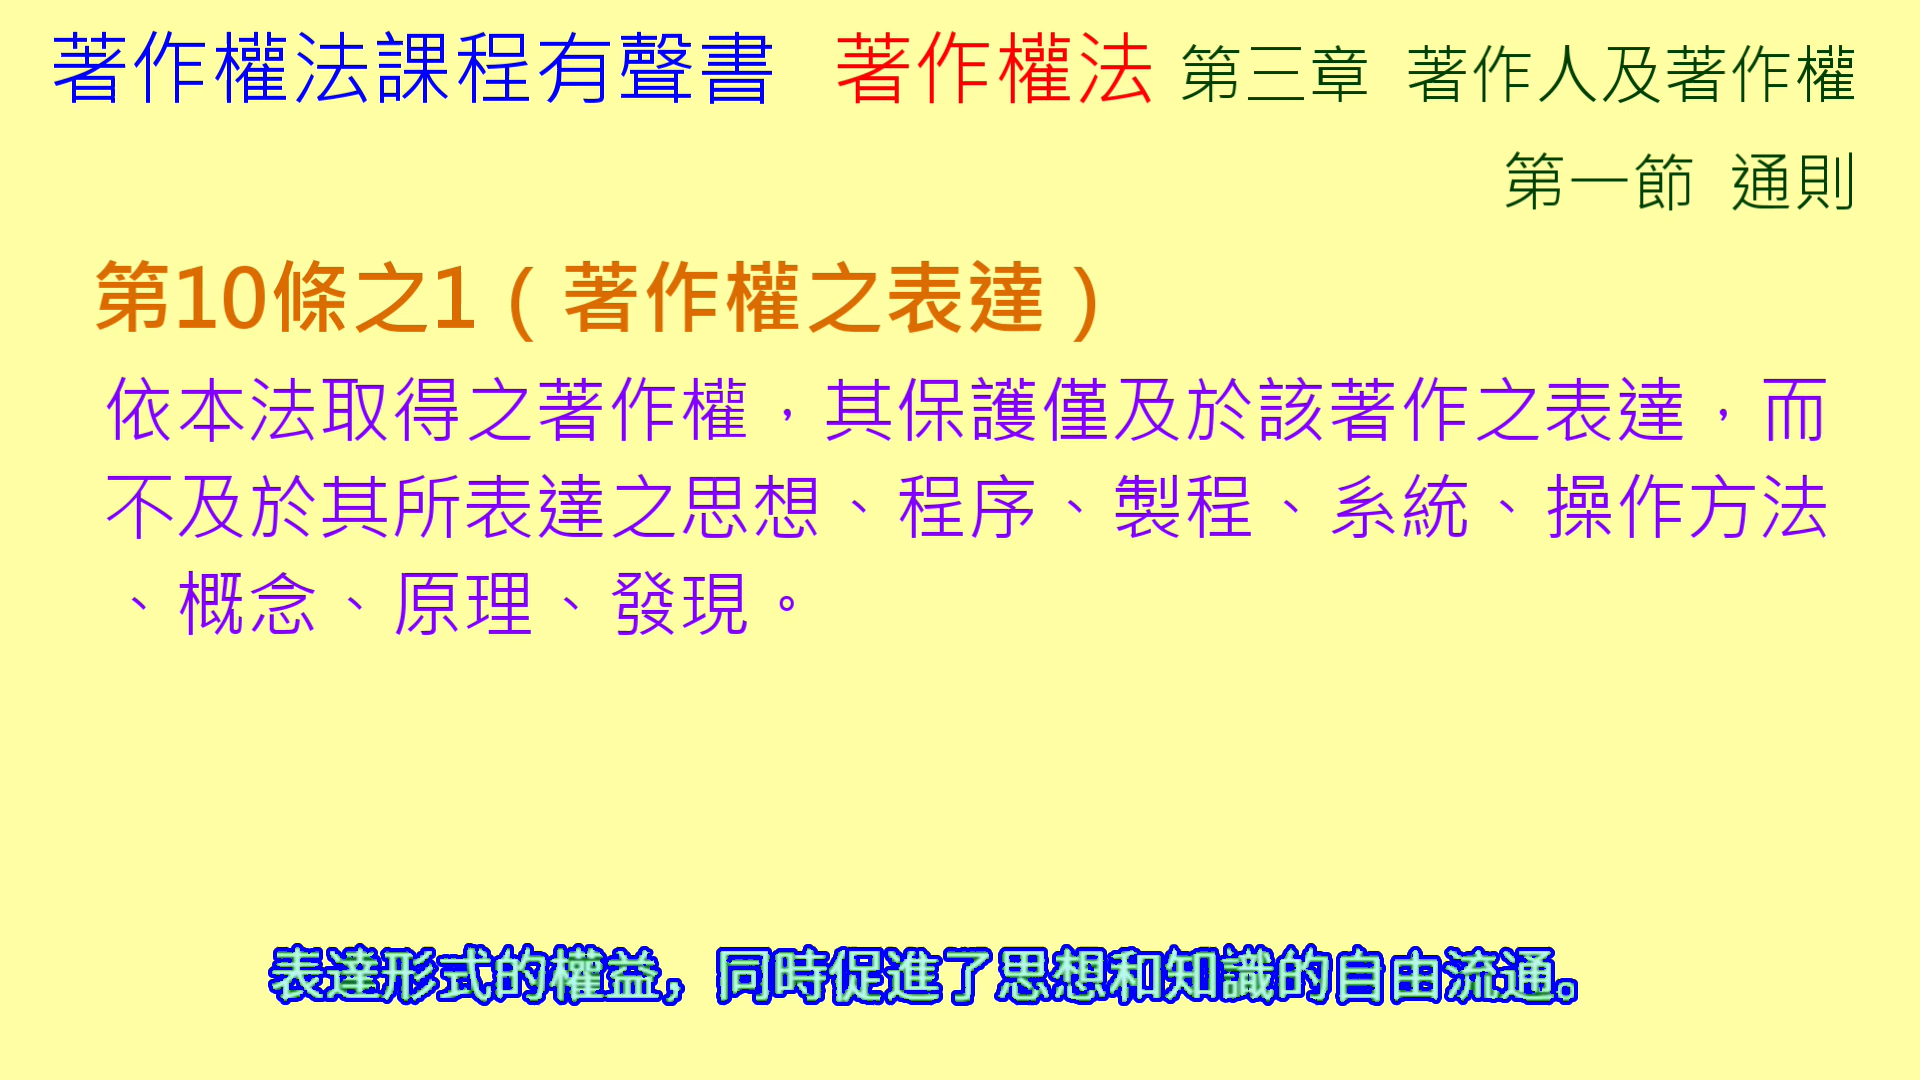 著作權法課程有聲書 著作權法 第三章 著作人及著作權
第一節 通則
第10條之1（著作權之表達）
依本法取得之著作權，其保護僅及於該著作之表達，而
不及於其所表達之思想、程序、製程、系統、操作方法
、概念、原理、發現。
表達形式的權益，同時促進了思想和知識的自由流通。